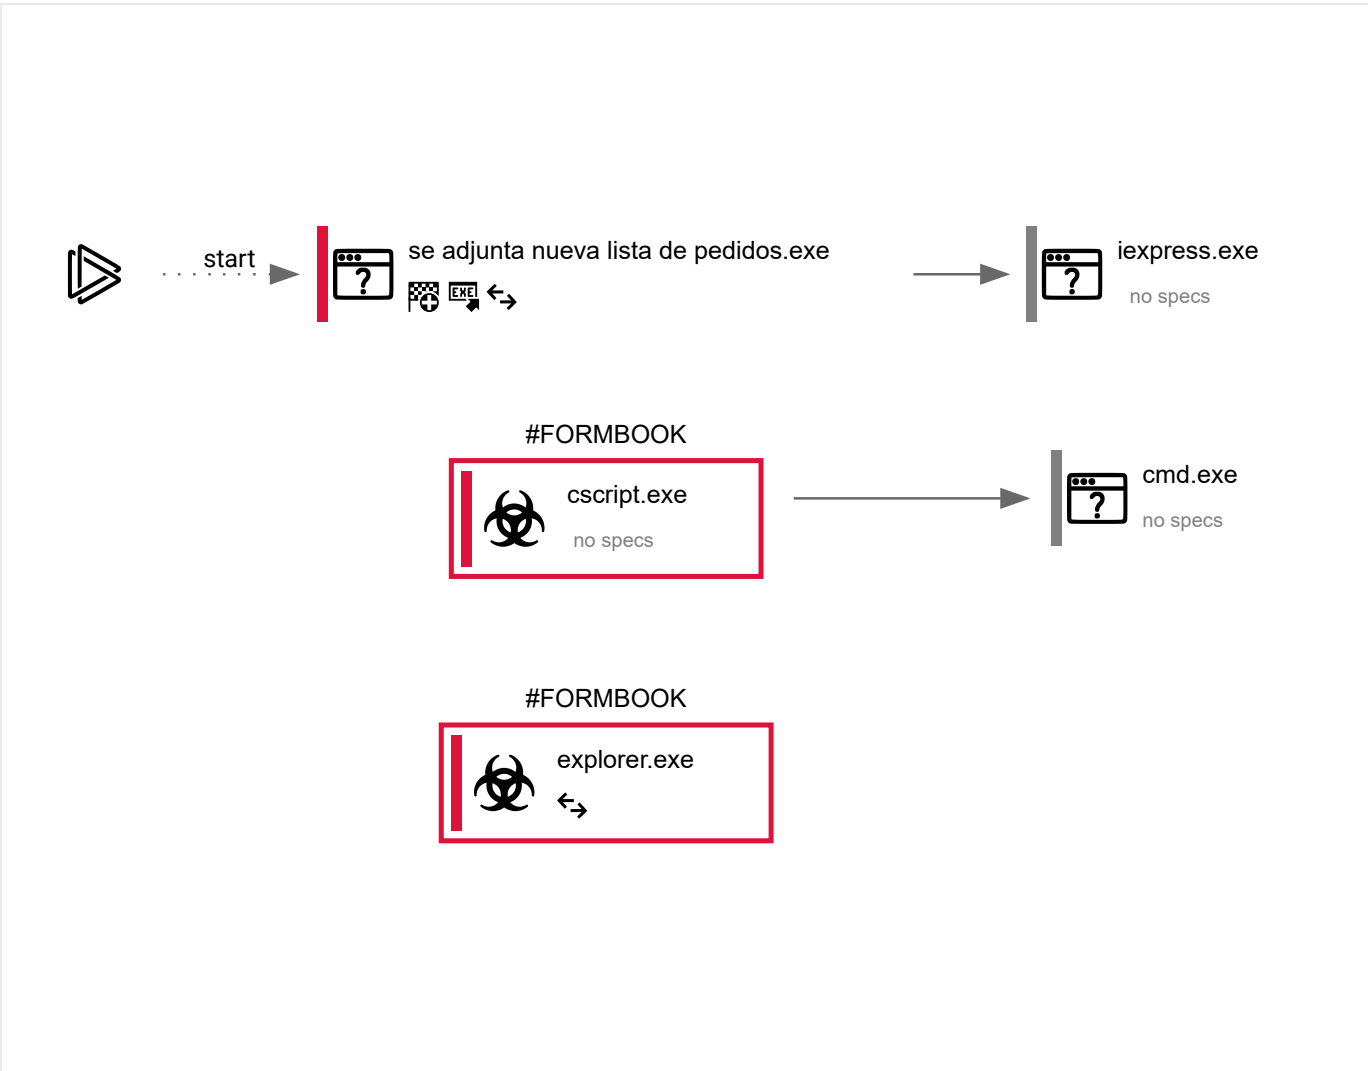 start
se adjunta nueva lista de pedidos.exe
EXE
iexpress.exe
no specs
#FORMBOOK
cscript.exe
no specs
cmd.exe
no specs
#FORMBOOK
explorer.exe